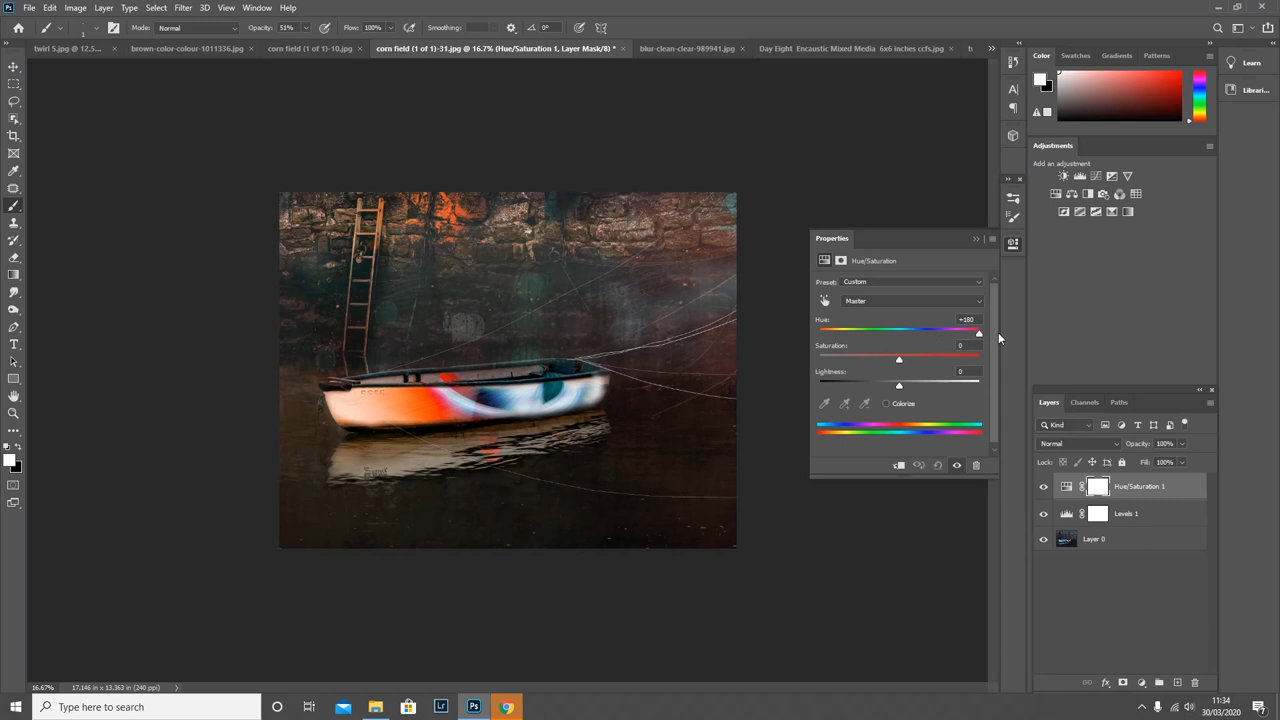 File Edit Image Layer Type Select Filter 3D View Window Help
Mode: Normal Opacity: 51% Flow: 100% Smoothing: 0°
twirl 5.jpg @ 12.5... × brown-color-colour-1011336.jpg × corn field (1 of 1)-10.jpg × corn field (1 of 1)-31.jpg @ 16.7% (Hue/Saturation 1, Layer Mask/8) * × blur-clean-clear-989941.jpg × Day Eight Encaustic Mixed Media 6x6 inches ccfs.jpg ×
Color Swatches Gradients Patterns
Learn
Librari...
Adjustments
Add an adjustment
Properties
Hue/Saturation
Preset: Custom
Master
Hue: +180
Saturation: 0
Lightness: 0
Colorize
Layers Channels Paths
Kind
Normal Opacity: 100%
Lock: Fill: 100%
Hue/Saturation 1
Levels 1
Layer 0
16.67% 17.146 in x 13.363 in (240 ppi)
Type here to search
11:34
30/03/2020